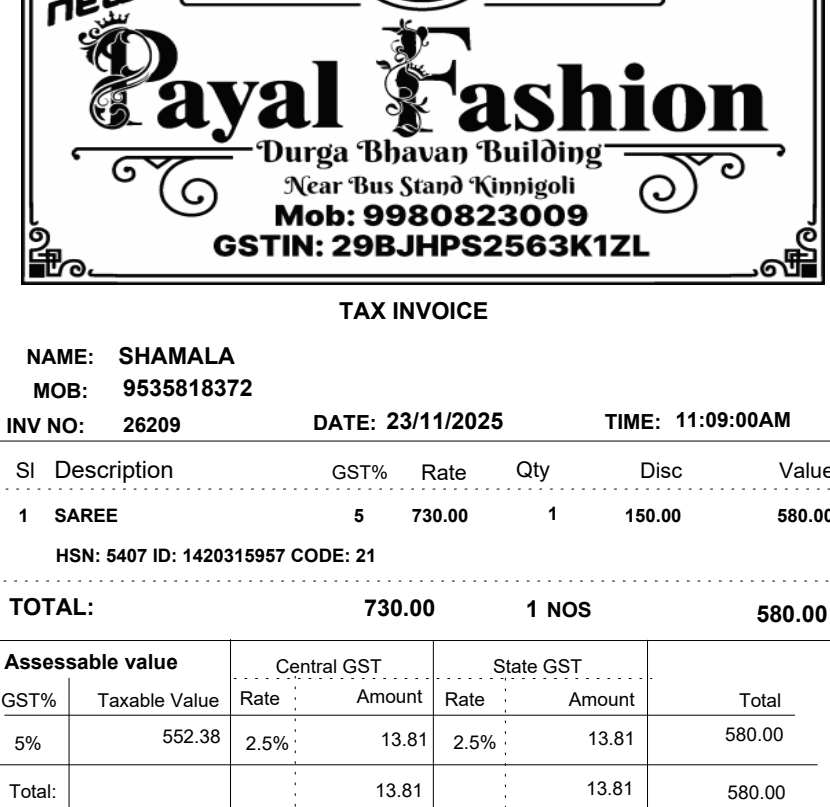 new
Payal Fashion
Durga Bhavan Building
Near Bus Stand Kinnigoli
Mob: 9980823009
GSTIN: 29BJHPS2563K1ZL
TAX INVOICE
NAME: SHAMALA
MOB: 9535818372
INV NO: 26209 DATE: 23/11/2025 TIME: 11:09:00AM
Sl Description GST% Rate Qty Disc Value
1 SAREE 5 730.00 1 150.00 580.00
HSN: 5407 ID: 1420315957 CODE: 21
TOTAL: 730.00 1 NOS 580.00
Assessable value Central GST State GST
GST% Taxable Value Rate Amount Rate Amount Total
5% 552.38 2.5% 13.81 2.5% 13.81 580.00
Total: 13.81 13.81 580.00